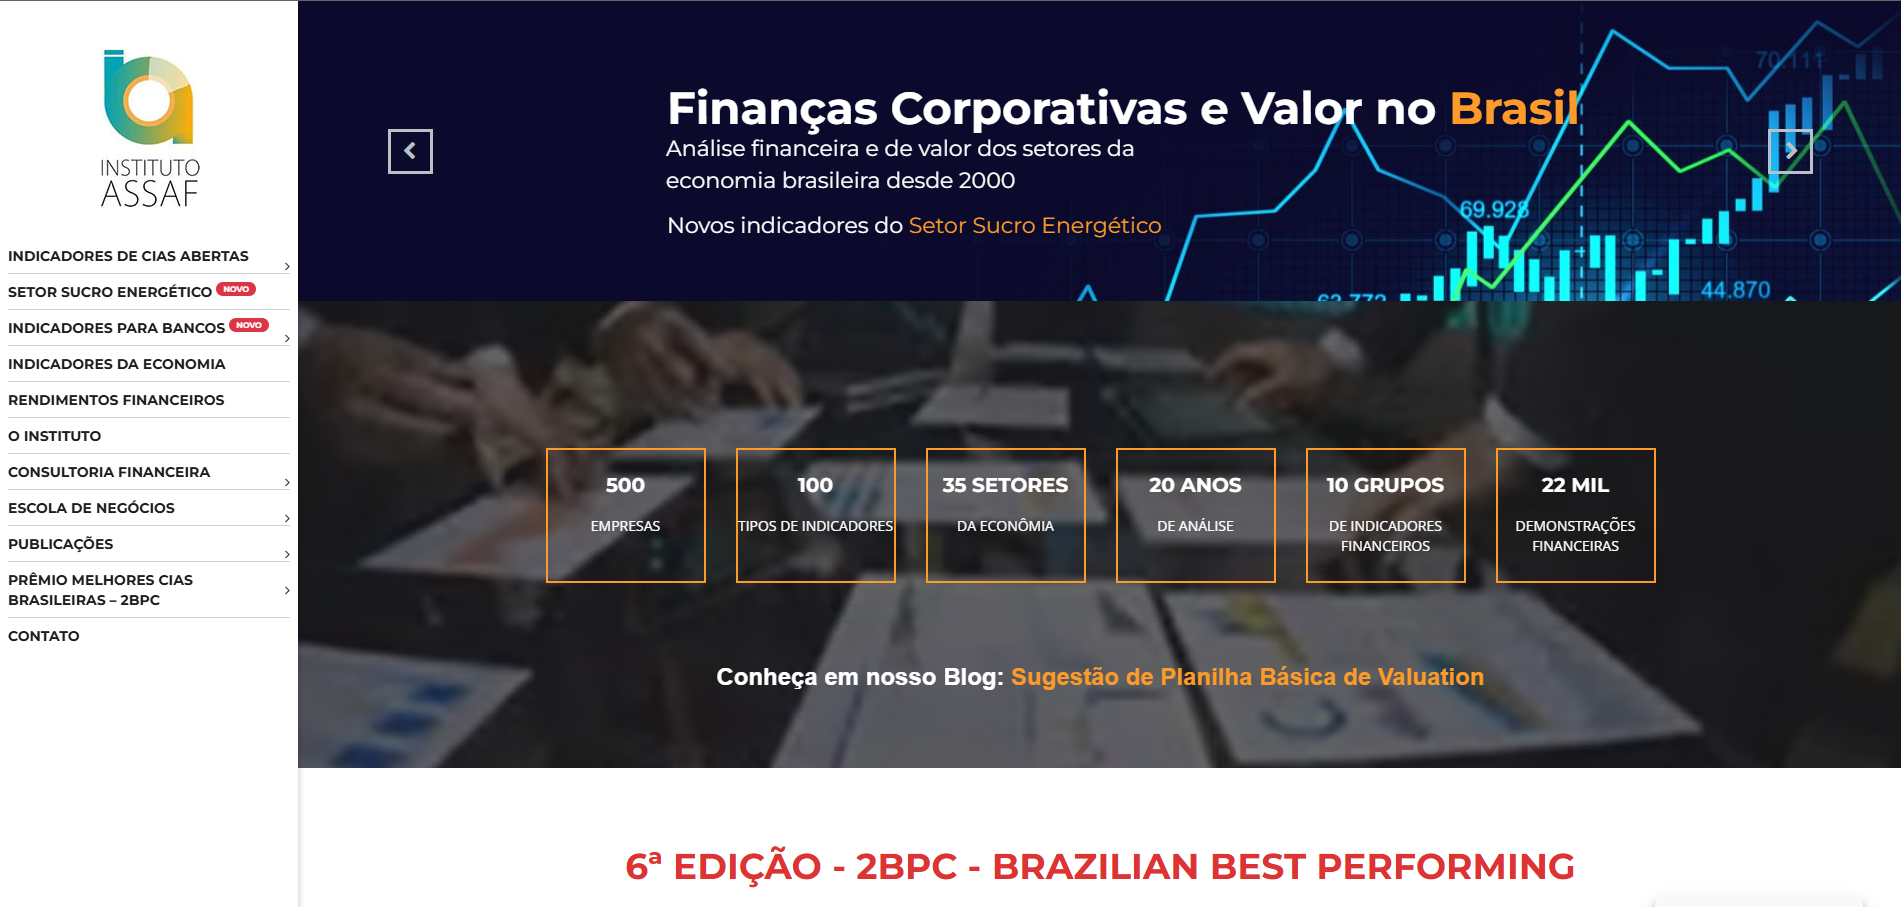 INSTITUTO
ASSAF
INDICADORES DE CIAS ABERTAS
SETOR SUCRO ENERGÉTICO NOVO
INDICADORES PARA BANCOS NOVO
INDICADORES DA ECONOMIA
RENDIMENTOS FINANCEIROS
O INSTITUTO
CONSULTORIA FINANCEIRA
ESCOLA DE NEGÓCIOS
PUBLICAÇÕES
PRÊMIO MELHORES CIAS
BRASILEIRAS – 2BPC
CONTATO
Finanças Corporativas e Valor no Brasil
Análise financeira e de valor dos setores da
economia brasileira desde 2000
Novos indicadores do Setor Sucro Energético
70.111
69.928
63.772
44.870
500
EMPRESAS
100
TIPOS DE INDICADORES
35 SETORES
DA ECONÔMIA
20 ANOS
DE ANÁLISE
10 GRUPOS
DE INDICADORES
FINANCEIROS
22 MIL
DEMONSTRAÇÕES
FINANCEIRAS
Conheça em nosso Blog: Sugestão de Planilha Básica de Valuation
6ª EDIÇÃO - 2BPC - BRAZILIAN BEST PERFORMING